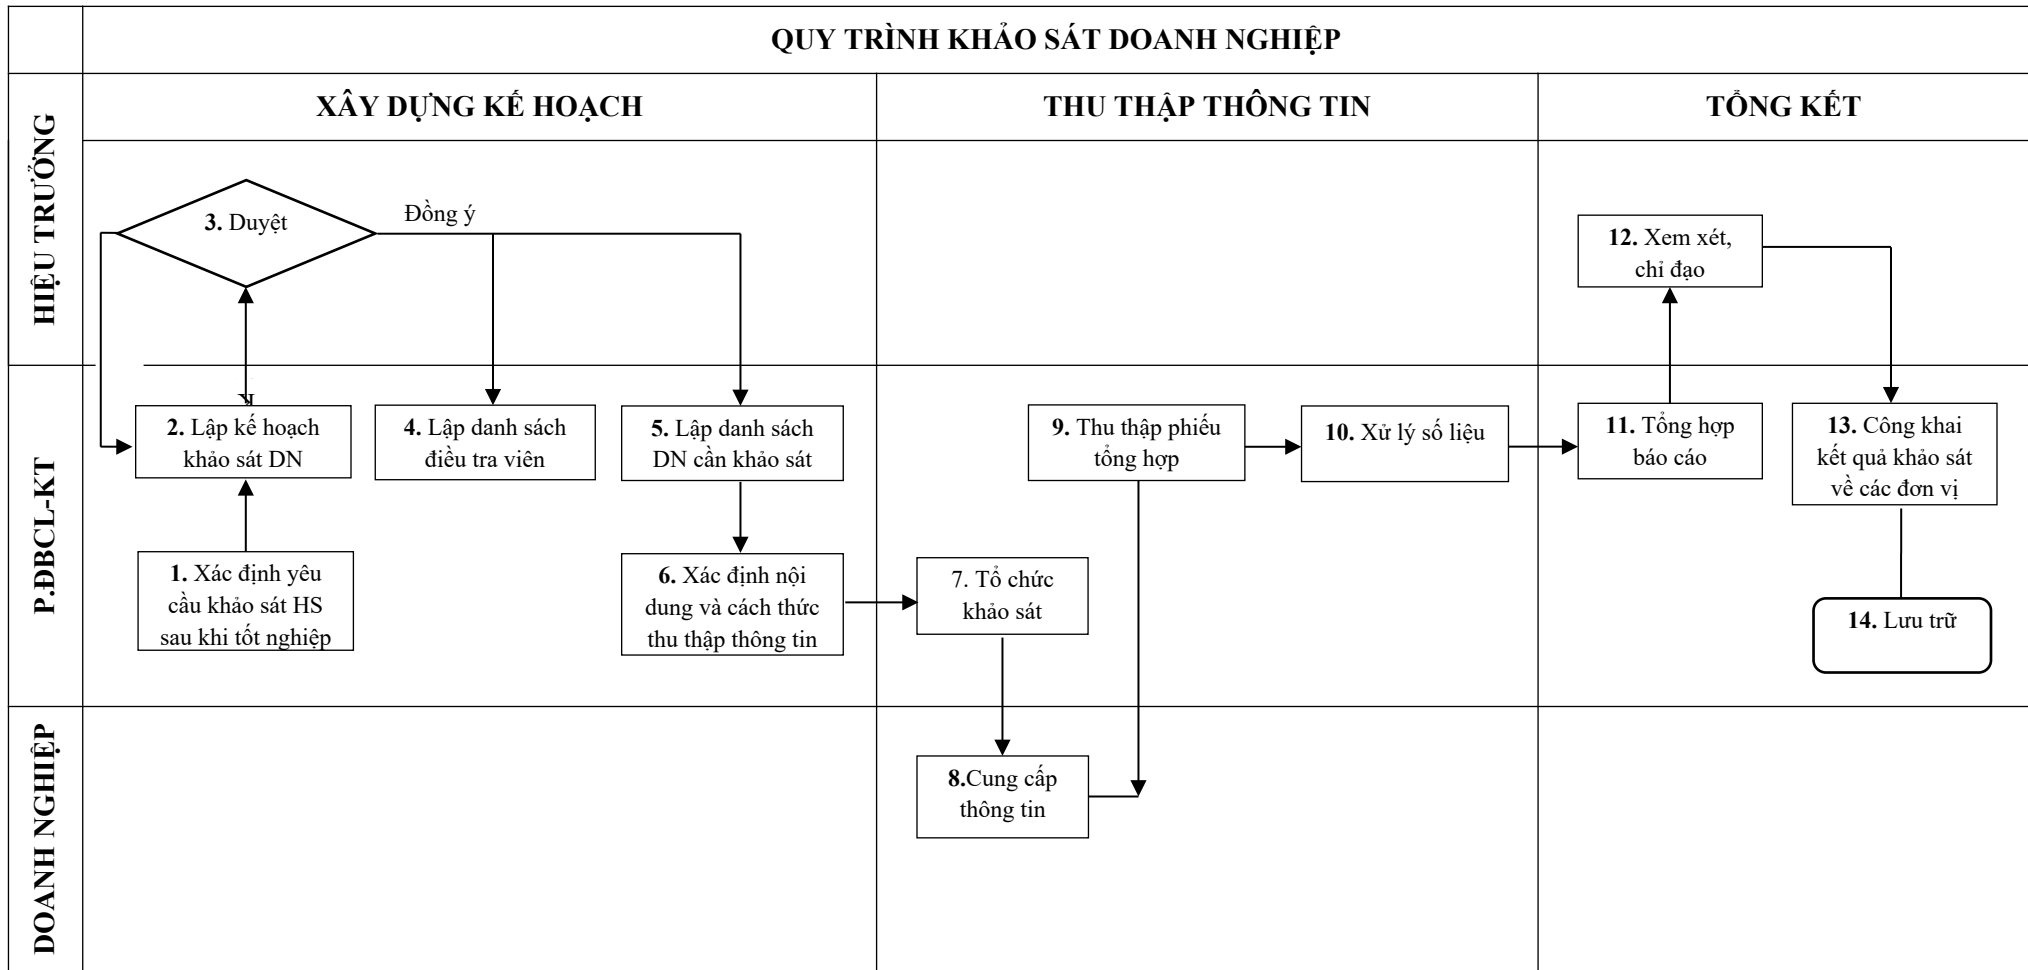 QUY TRÌNH KHẢO SÁT DOANH NGHIỆP
XÂY DỰNG KẾ HOẠCH
THU THẬP THÔNG TIN
TỔNG KẾT
HIỆU TRƯỞNG
3. Duyệt
Đồng ý
12. Xem xét,
chỉ đạo
P.ĐBCL-KT
2. Lập kế hoạch
khảo sát DN
4. Lập danh sách
điều tra viên
5. Lập danh sách
DN cần khảo sát
9. Thu thập phiếu
tổng hợp
10. Xử lý số liệu
11. Tổng hợp
báo cáo
13. Công khai
kết quả khảo sát
về các đơn vị
1. Xác định yêu
cầu khảo sát HS
sau khi tốt nghiệp
6. Xác định nội
dung và cách thức
thu thập thông tin
7. Tổ chức
khảo sát
14. Lưu trữ
DOANH NGHIỆP
8.Cung cấp
thông tin